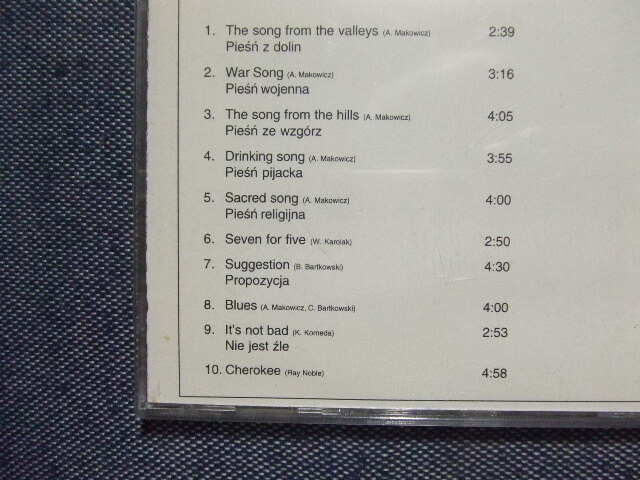 1. The song from the valleys (A. Makowicz) 2:39
Pieśń z dolin
2. War Song (A. Makowicz) 3:16
Pieśń wojenna
3. The song from the hills (A. Makowicz) 4:05
Pieśń ze wzgórz
4. Drinking song (A. Makowicz) 3:55
Pieśń pijacka
5. Sacred song (A. Makowicz) 4:00
Pieśń religijna
6. Seven for five (W. Karolak) 2:50
7. Suggestion (B. Bartkowski) 4:30
Propozycja
8. Blues (A. Makowicz, C. Bartkowski) 4:00
9. It's not bad (K. Komeda) 2:53
Nie jest źle
10. Cherokee (Ray Noble) 4:58